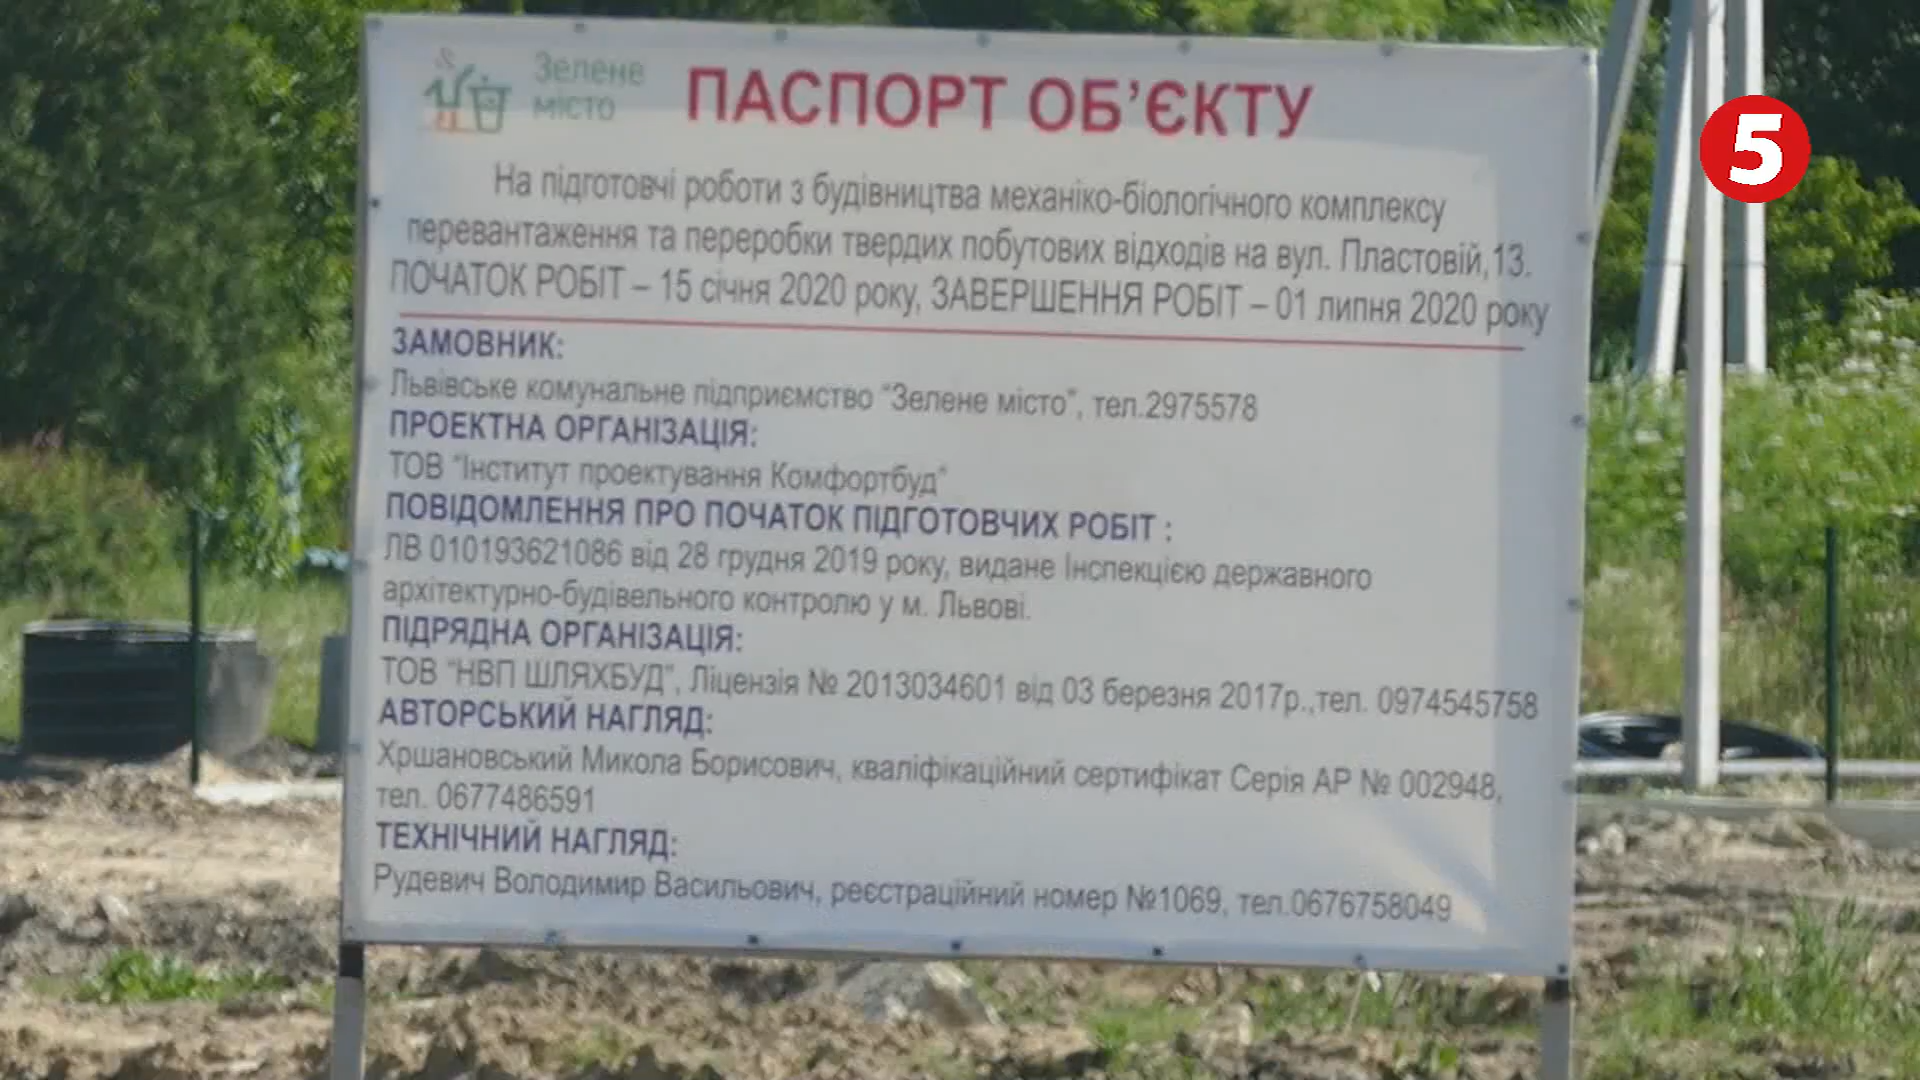 Зелене
місто
ПАСПОРТ ОБ’ЄКТУ
5
На підготовчі роботи з будівництва механіко-біологічного комплексу
перевантаження та переробки твердих побутових відходів на вул. Пластовій,13.
ПОЧАТОК РОБІТ – 15 січня 2020 року, ЗАВЕРШЕННЯ РОБІТ – 01 липня 2020 року
ЗАМОВНИК:
Львівське комунальне підприємство “Зелене місто”, тел.2975578
ПРОЕКТНА ОРГАНІЗАЦІЯ:
ТОВ “Інститут проектування Комфортбуд”
ПОВІДОМЛЕННЯ ПРО ПОЧАТОК ПІДГОТОВЧИХ РОБІТ :
ЛВ 010193621086 від 28 грудня 2019 року, видане Інспекцією державного
архітектурно-будівельного контролю у м. Львові.
ПІДРЯДНА ОРГАНІЗАЦІЯ:
ТОВ “НВП ШЛЯХБУД”, Ліцензія № 2013034601 від 03 березня 2017р.,тел. 0974545758
АВТОРСЬКИЙ НАГЛЯД:
Хршановський Микола Борисович, кваліфікаційний сертифікат Серія АР № 002948,
тел. 0677486591
ТЕХНІЧНИЙ НАГЛЯД:
Рудевич Володимир Васильович, реєстраційний номер №1069, тел.0676758049